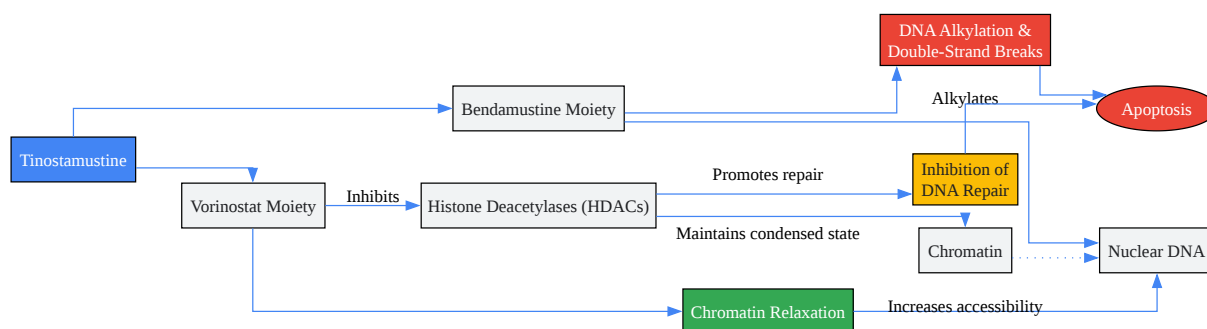 DNA Alkylation &
Double-Strand Breaks
Bendamustine Moiety
Alkylates
Apoptosis
Tinostamustine
Promotes repair
Inhibition of
DNA Repair
Vorinostat Moiety
Inhibits
Histone Deacetylases (HDACs)
Maintains condensed state
Chromatin
Nuclear DNA
Chromatin Relaxation
Increases accessibility